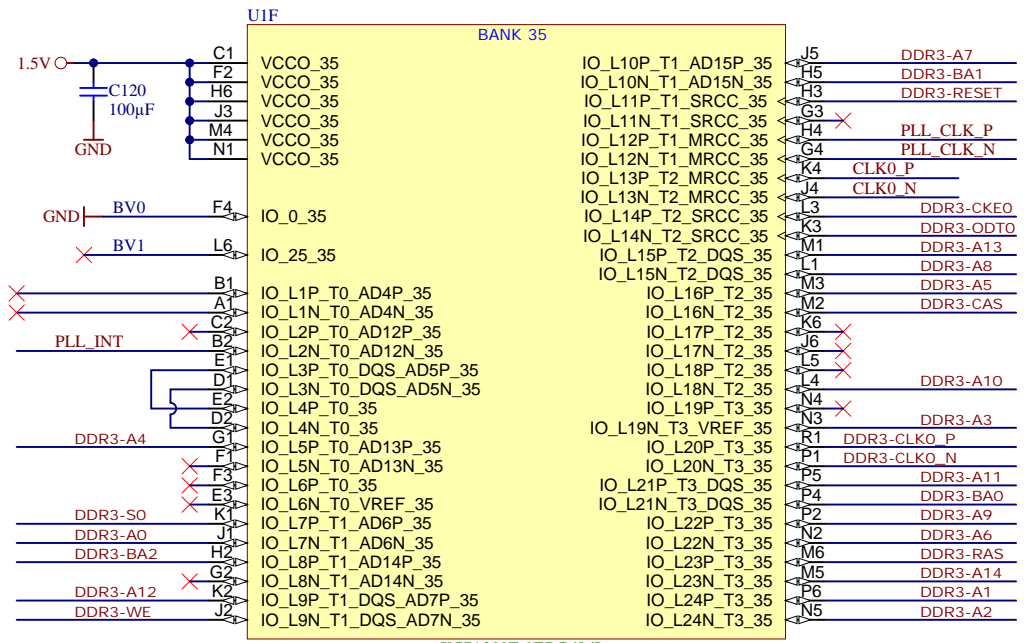 U1F
BANK 35
1.5V
C120
100µF
GND
C1 VCCO_35
F2 VCCO_35
H6 VCCO_35
J3 VCCO_35
M4 VCCO_35
N1 VCCO_35
GND BV0 F4 IO_0_35
BV1 L6 IO_25_35
B1 IO_L1P_T0_AD4P_35
A1 IO_L1N_T0_AD4N_35
C2 IO_L2P_T0_AD12P_35
PLL_INT B2 IO_L2N_T0_AD12N_35
E1 IO_L3P_T0_DQS_AD5P_35
D1 IO_L3N_T0_DQS_AD5N_35
E2 IO_L4P_T0_35
D2 IO_L4N_T0_35
DDR3-A4 G1 IO_L5P_T0_AD13P_35
F1 IO_L5N_T0_AD13N_35
F3 IO_L6P_T0_35
E3 IO_L6N_T0_VREF_35
DDR3-S0 K1 IO_L7P_T1_AD6P_35
DDR3-A0 J1 IO_L7N_T1_AD6N_35
DDR3-BA2 H2 IO_L8P_T1_AD14P_35
G2 IO_L8N_T1_AD14N_35
DDR3-A12 K2 IO_L9P_T1_DQS_AD7P_35
DDR3-WE J2 IO_L9N_T1_DQS_AD7N_35
IO_L10P_T1_AD15P_35 J5 DDR3-A7
IO_L10N_T1_AD15N_35 H5 DDR3-BA1
IO_L11P_T1_SRCC_35 H3 DDR3-RESET
IO_L11N_T1_SRCC_35 G3
IO_L12P_T1_MRCC_35 H4 PLL_CLK_P
IO_L12N_T1_MRCC_35 G4 PLL_CLK_N
IO_L13P_T2_MRCC_35 K4 CLK0_P
IO_L13N_T2_MRCC_35 J4 CLK0_N
IO_L14P_T2_SRCC_35 L3 DDR3-CKE0
IO_L14N_T2_SRCC_35 K3 DDR3-ODT0
IO_L15P_T2_DQS_35 M1 DDR3-A13
IO_L15N_T2_DQS_35 L1 DDR3-A8
IO_L16P_T2_35 M3 DDR3-A5
IO_L16N_T2_35 M2 DDR3-CAS
IO_L17P_T2_35 K6
IO_L17N_T2_35 J6
IO_L18P_T2_35 L5
IO_L18N_T2_35 L4 DDR3-A10
IO_L19P_T3_35 N4
IO_L19N_T3_VREF_35 N3 DDR3-A3
IO_L20P_T3_35 R1 DDR3-CLK0_P
IO_L20N_T3_35 P1 DDR3-CLK0_N
IO_L21P_T3_DQS_35 P5 DDR3-A11
IO_L21N_T3_DQS_35 P4 DDR3-BA0
IO_L22P_T3_35 P2 DDR3-A9
IO_L22N_T3_35 N2 DDR3-A6
IO_L23P_T3_35 M6 DDR3-RAS
IO_L23N_T3_35 M5 DDR3-A14
IO_L24P_T3_35 P6 DDR3-A1
IO_L24N_T3_35 N5 DDR3-A2